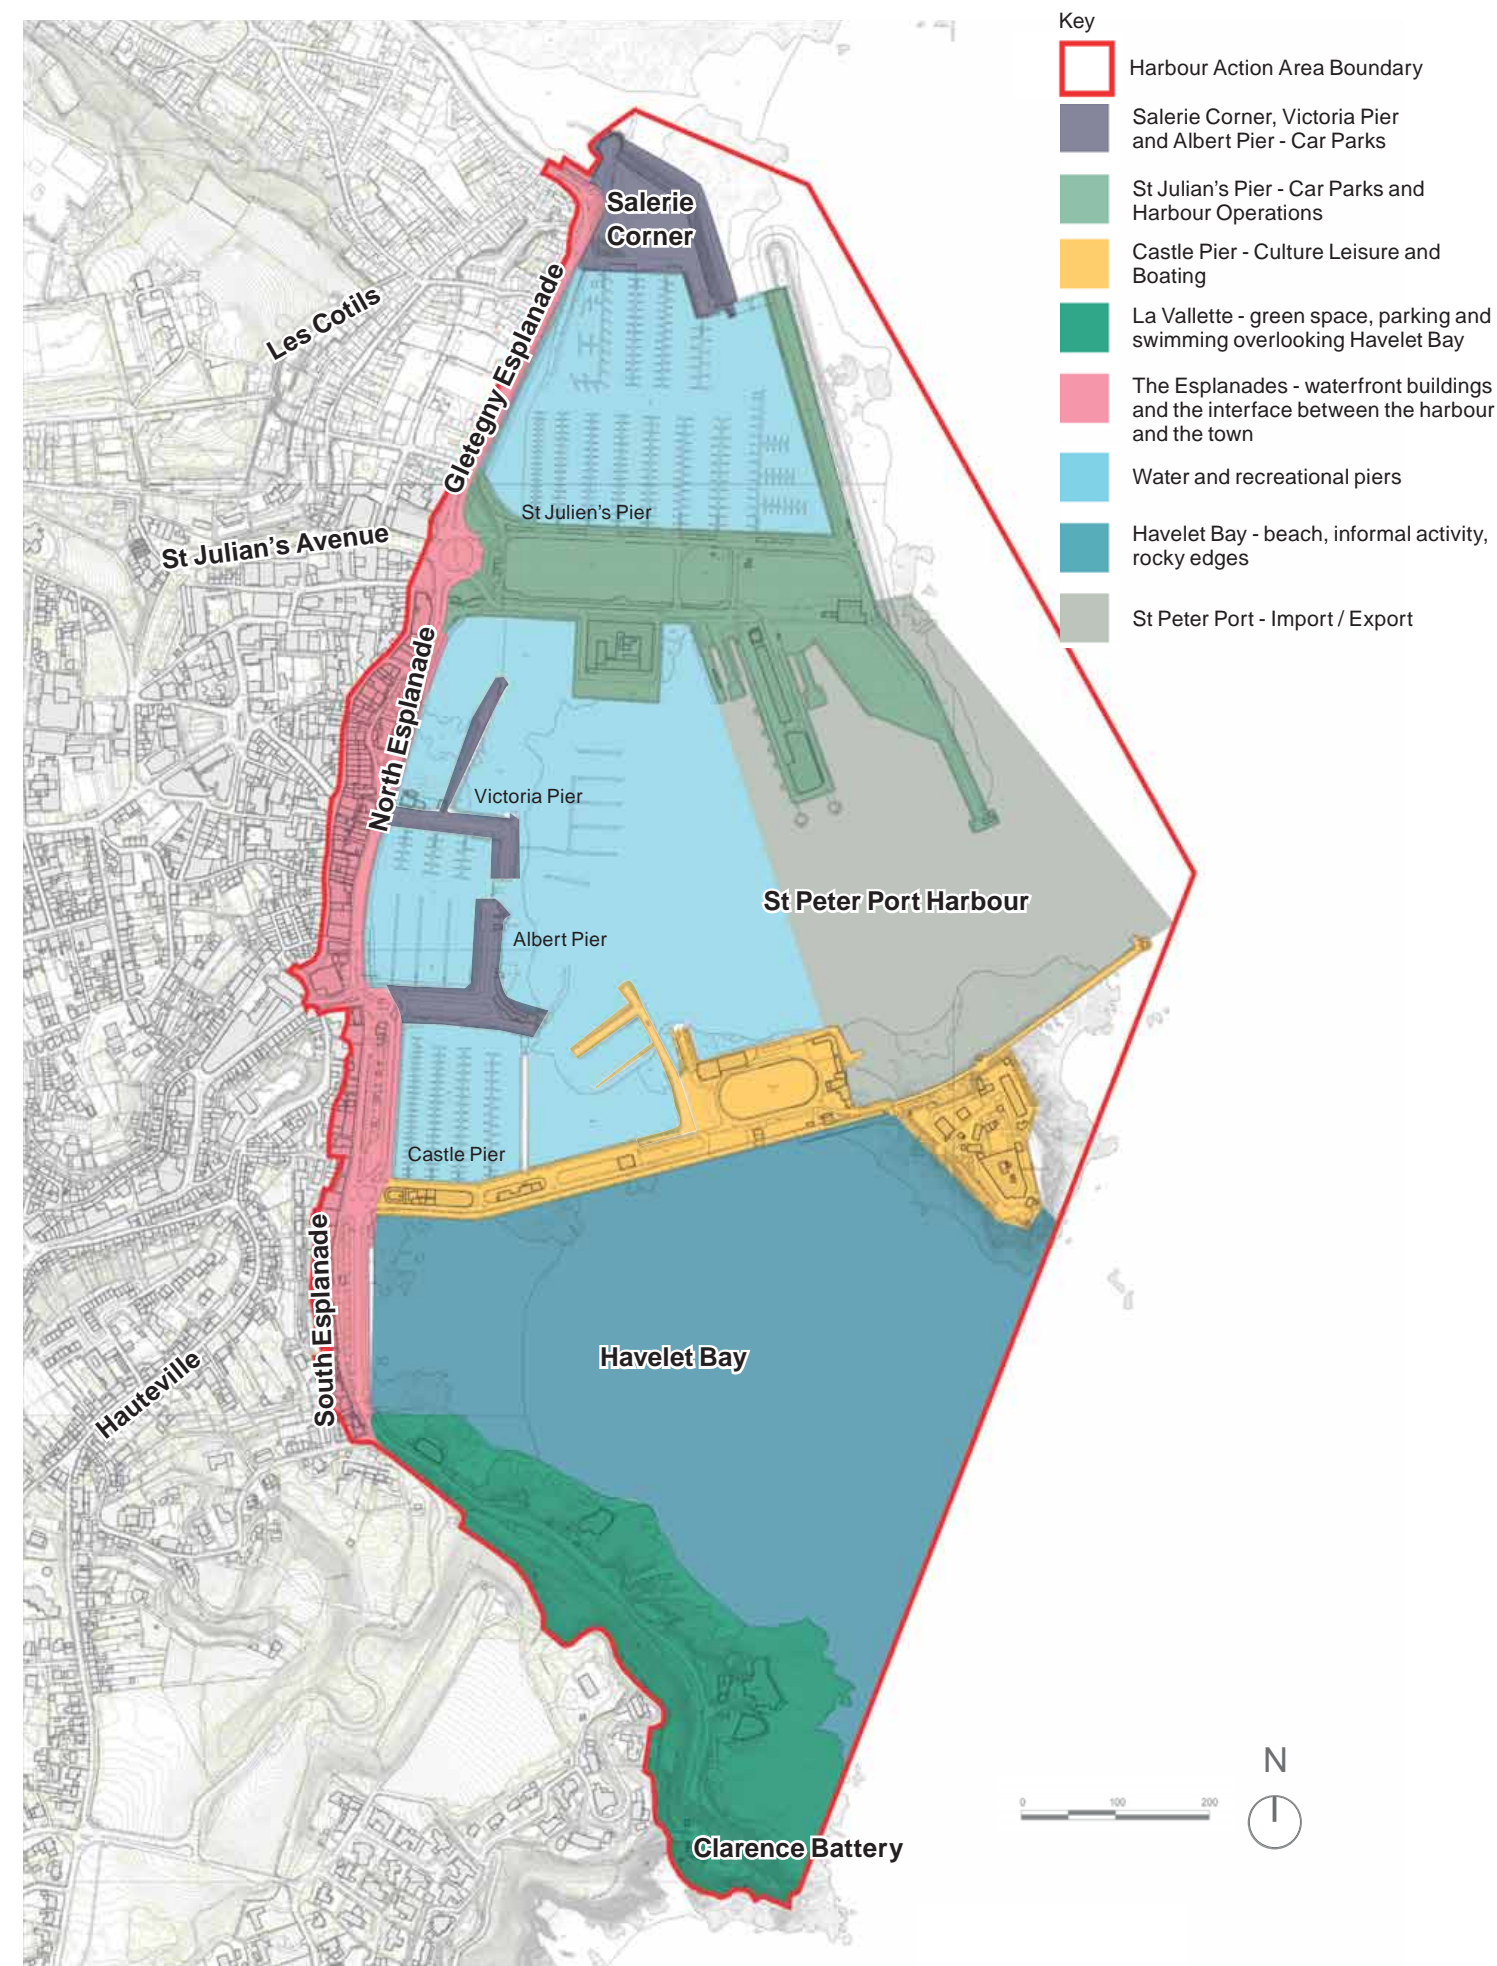 Key
Harbour Action Area Boundary
Salerie Corner, Victoria Pier
and Albert Pier - Car Parks
St Julian's Pier - Car Parks and
Harbour Operations
Castle Pier - Culture Leisure and
Boating
La Vallette - green space, parking and
swimming overlooking Havelet Bay
The Esplanades - waterfront buildings
and the interface between the harbour
and the town
Water and recreational piers
Havelet Bay - beach, informal activity,
rocky edges
St Peter Port - Import / Export
Salerie
Corner
Les Cotils
Gletegny Esplanade
St Julien's Pier
St Julian's Avenue
North Esplanade
Victoria Pier
St Peter Port Harbour
Albert Pier
Castle Pier
South Esplanade
Havelet Bay
Hauteville
Clarence Battery
N
0 100 200